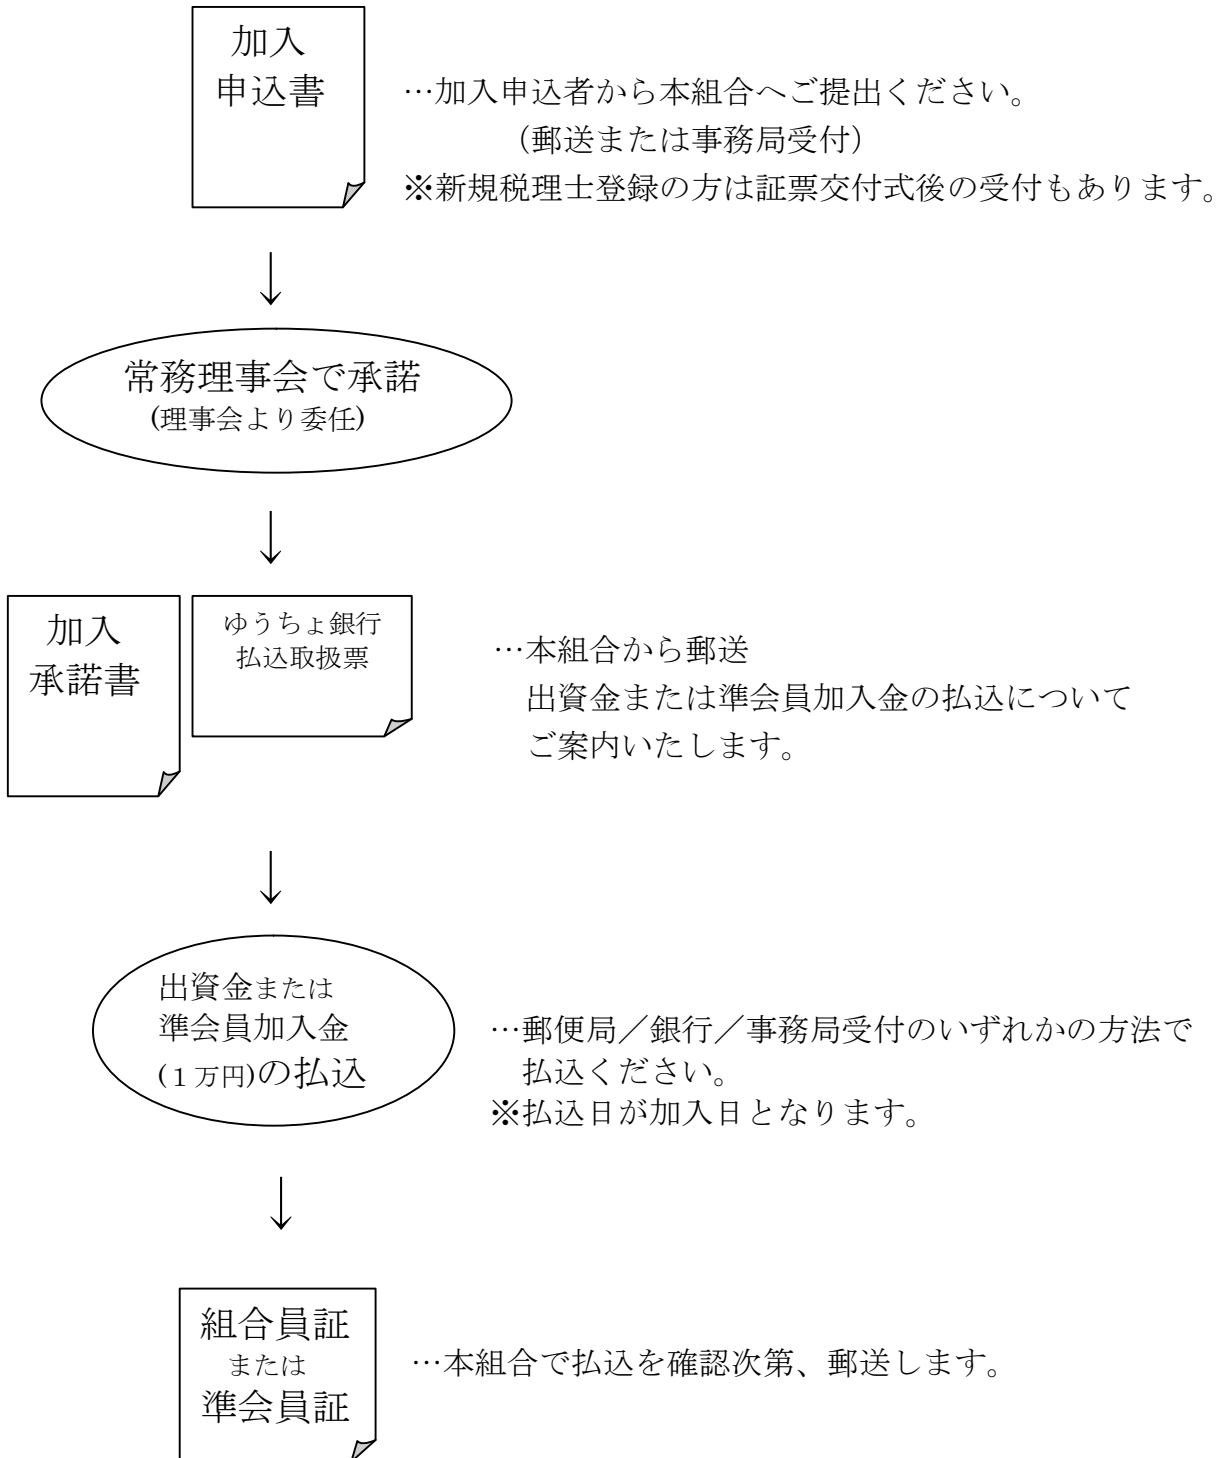 加入
申込書
…加入申込者から本組合へご提出ください。
（郵送または事務局受付）
※新規税理士登録の方は証票交付式後の受付もあります。
↓
常務理事会で承諾
(理事会より委任)
↓
加入
承諾書
ゆうちょ銀行
払込取扱票
…本組合から郵送
出資金または準会員加入金の払込について
ご案内いたします。
↓
出資金または
準会員加入金
(１万円)の払込
…郵便局／銀行／事務局受付のいずれかの方法で
払込ください。
※払込日が加入日となります。
↓
組合員証
または
準会員証
…本組合で払込を確認次第、郵送します。